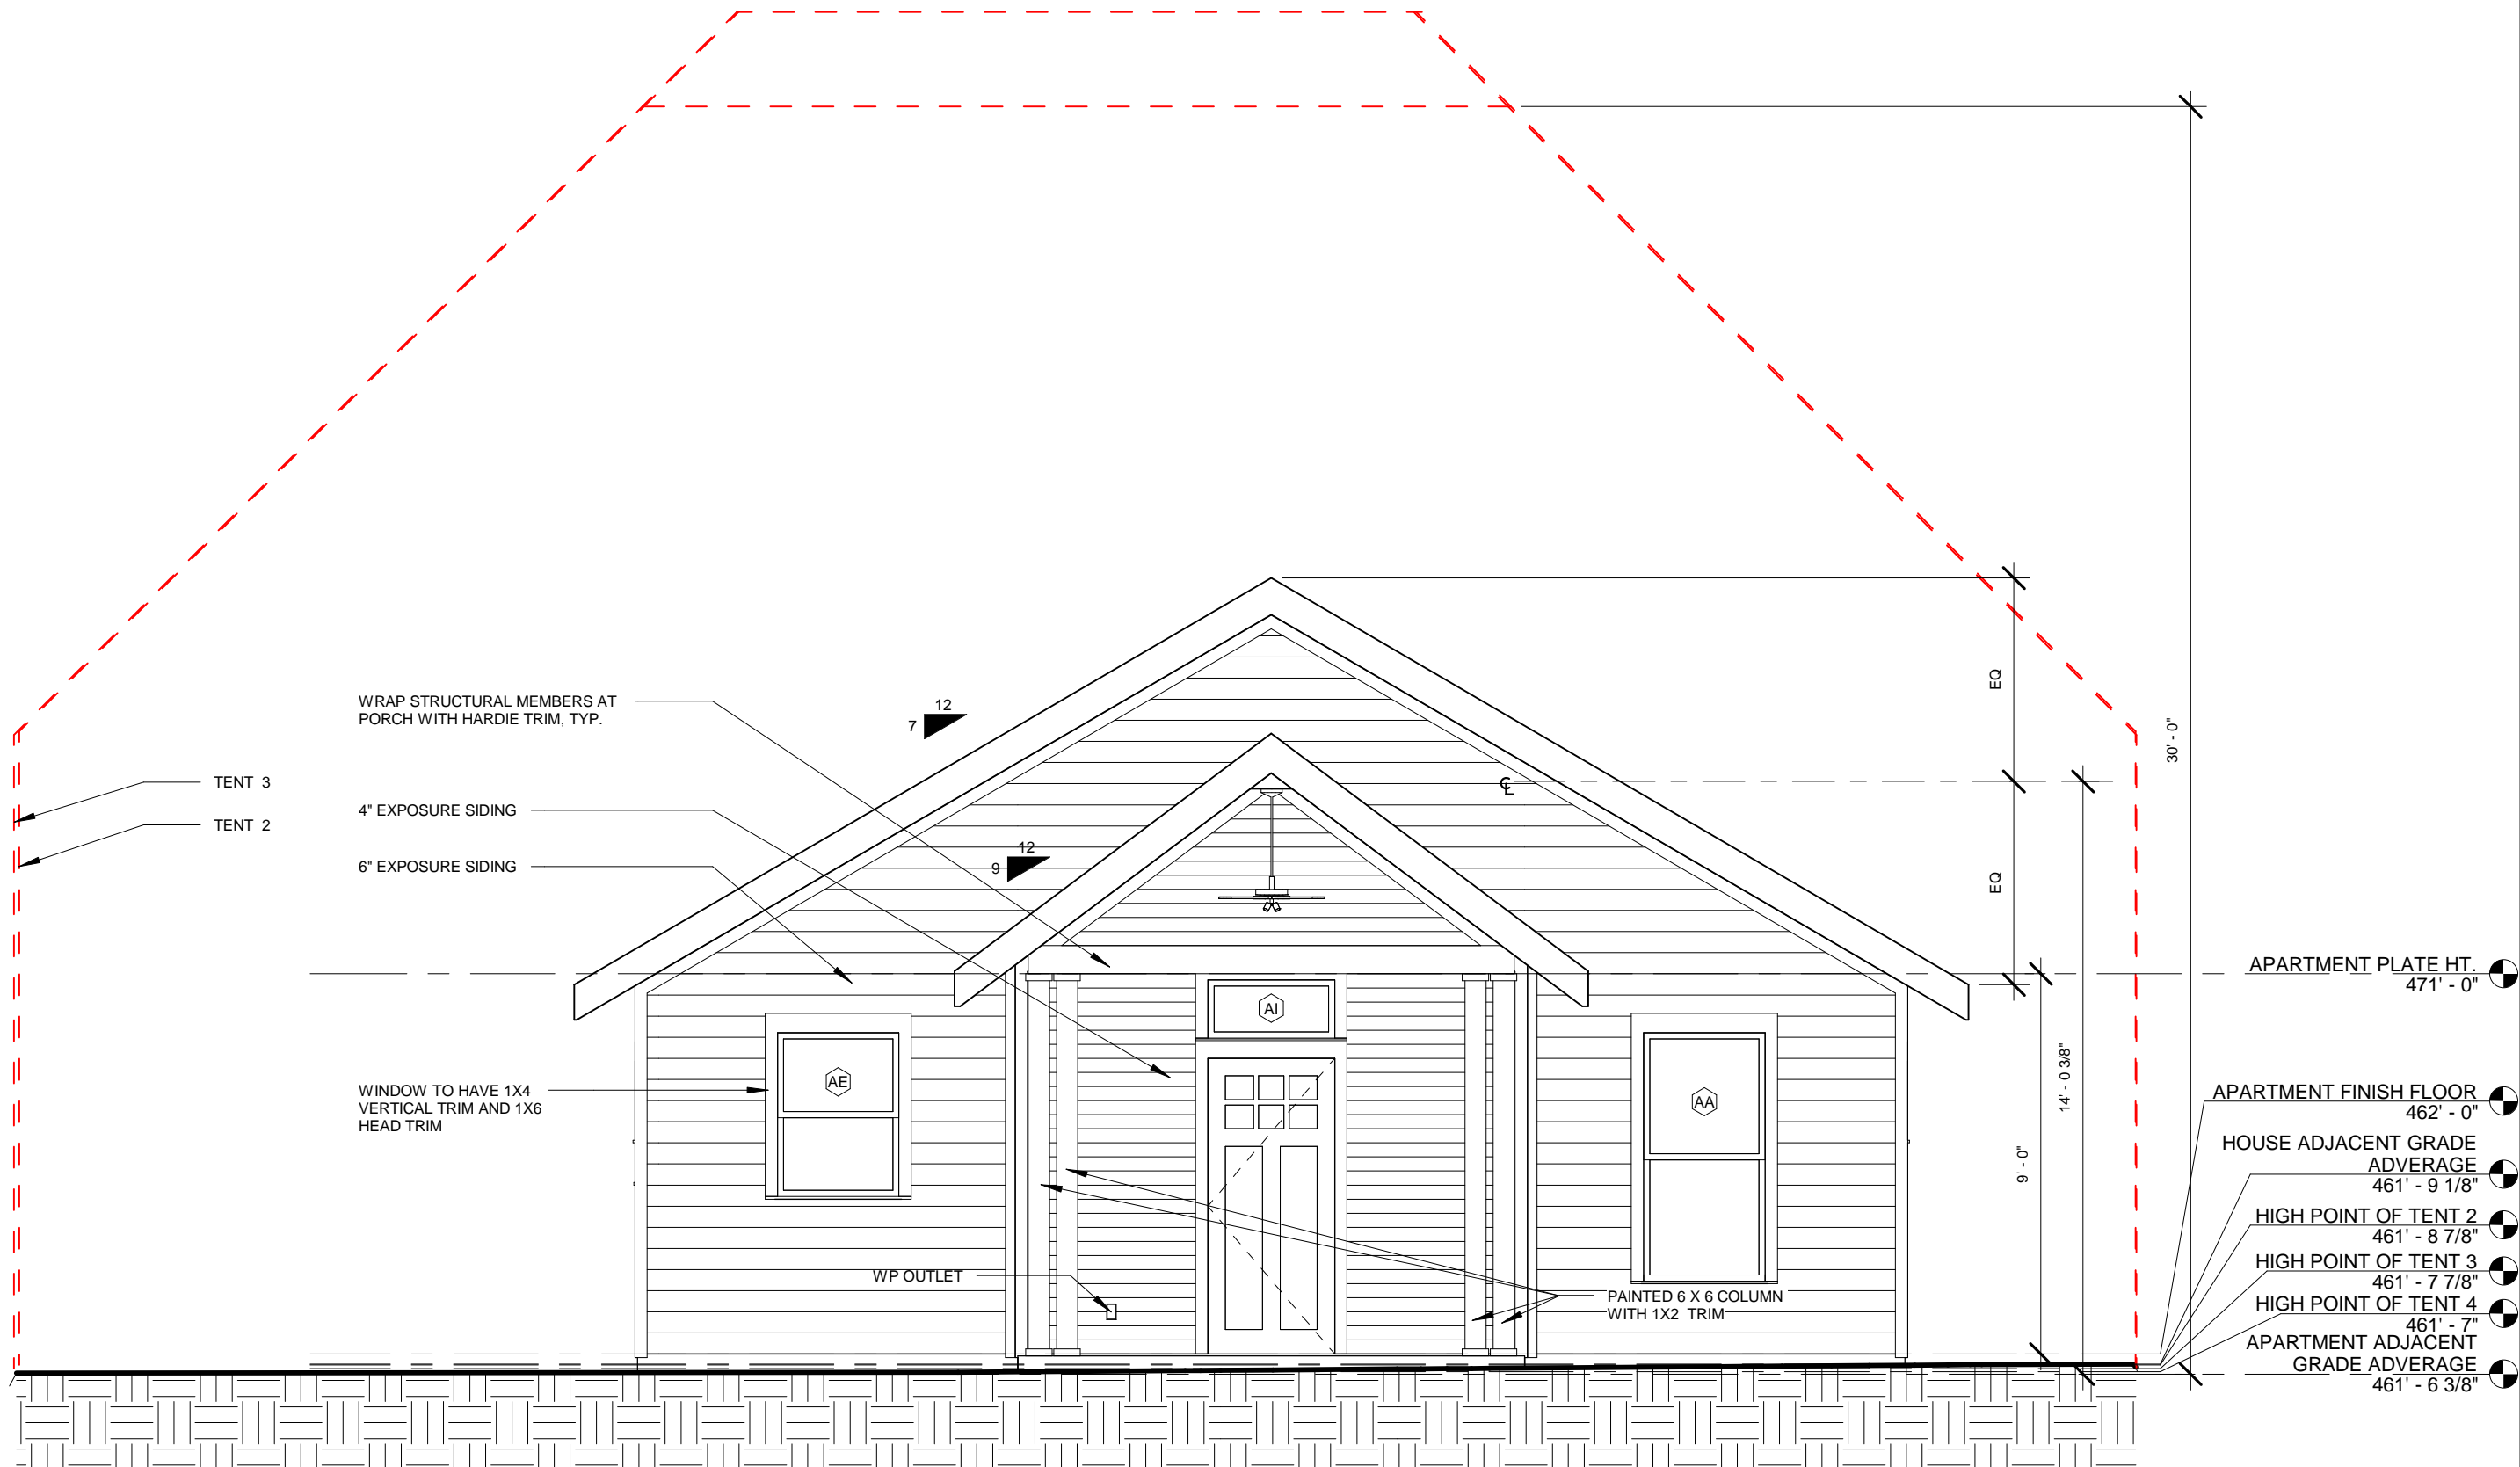 WRAP STRUCTURAL MEMBERS AT
PORCH WITH HARDIE TRIM, TYP.
12
7
TENT 3
TENT 2
4" EXPOSURE SIDING
6" EXPOSURE SIDING
12
9
℄
EQ
EQ
30' - 0"
14' - 0 3/8"
9' - 0"
AI
AE
AA
WINDOW TO HAVE 1X4
VERTICAL TRIM AND 1X6
HEAD TRIM
WP OUTLET
PAINTED 6 X 6 COLUMN
WITH 1X2 TRIM
APARTMENT PLATE HT.
471' - 0"
APARTMENT FINISH FLOOR
462' - 0"
HOUSE ADJACENT GRADE
ADVERAGE
461' - 9 1/8"
HIGH POINT OF TENT 2
461' - 8 7/8"
HIGH POINT OF TENT 3
461' - 7 7/8"
HIGH POINT OF TENT 4
461' - 7"
APARTMENT ADJACENT
GRADE ADVERAGE
461' - 6 3/8"